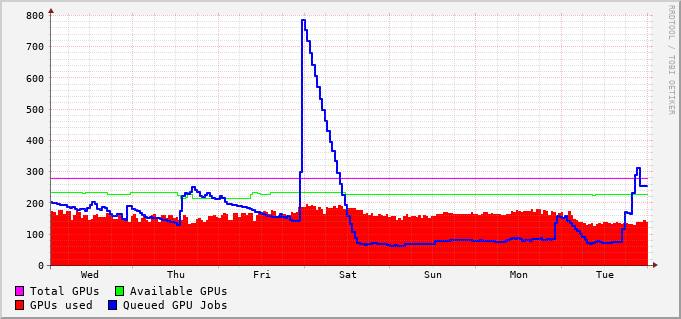 800
700
600
500
400
300
200
100
0
Wed Thu Fri Sat Sun Mon Tue
Total GPUs Available GPUs
GPUs used Queued GPU Jobs
RRDTOOL / TOBI OETIKER